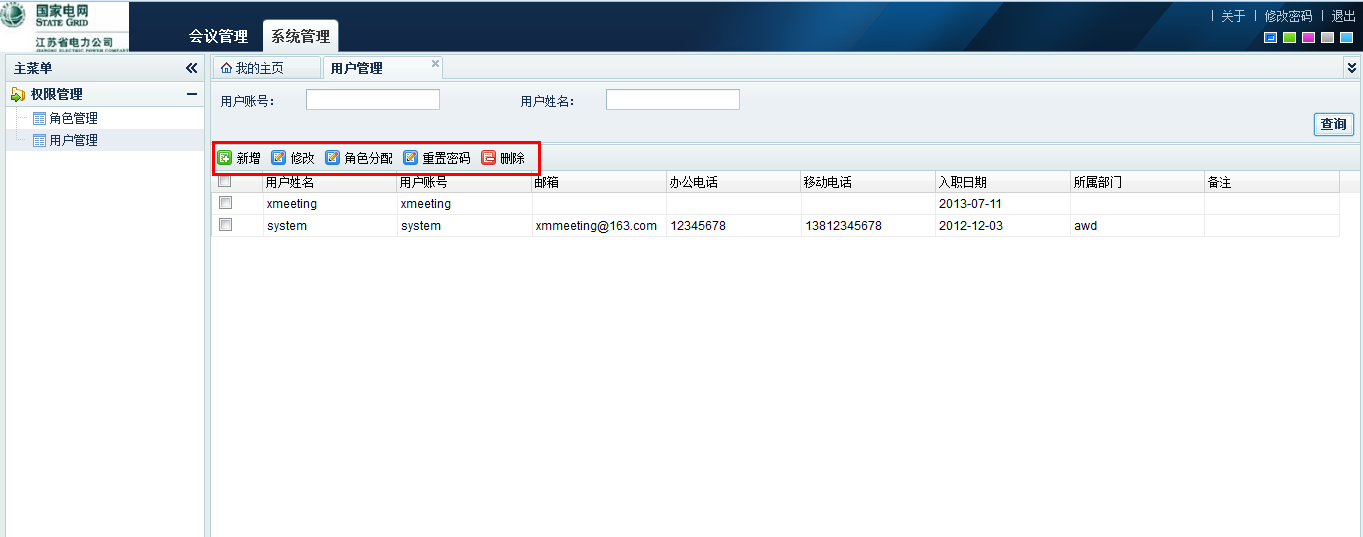 国家电网
STATE GRID
江苏省电力公司
JIANGSU ELECTRIC POWER COMPANY
会议管理 系统管理
| 关于 | 修改密码 | 退出
主菜单
权限管理
角色管理
用户管理
我的主页 用户管理
用户账号： 用户姓名：
查询
新增 修改 角色分配 重置密码 删除
用户姓名 用户账号 邮箱 办公电话 移动电话 入职日期 所属部门 备注
xmeeting xmeeting 2013-07-11
system system xmmeeting@163.com 12345678 13812345678 2012-12-03 awd